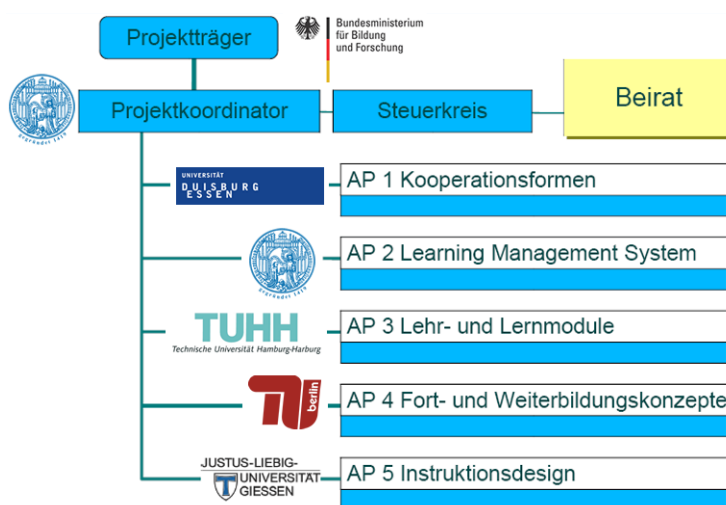 Projektträger
Bundesministerium
für Bildung
und Forschung
Projektkoordinator
Steuerkreis
Beirat
UNIVERSITÄT
DUISBURG
ESSEN
AP 1 Kooperationsformen
AP 2 Learning Management System
TUHH
Technische Universität Hamburg-Harburg
AP 3 Lehr- und Lernmodule
TU
berlin
AP 4 Fort- und Weiterbildungskonzepte
JUSTUS-LIEBIG-
UNIVERSITÄT
GIESSEN
AP 5 Instruktionsdesign